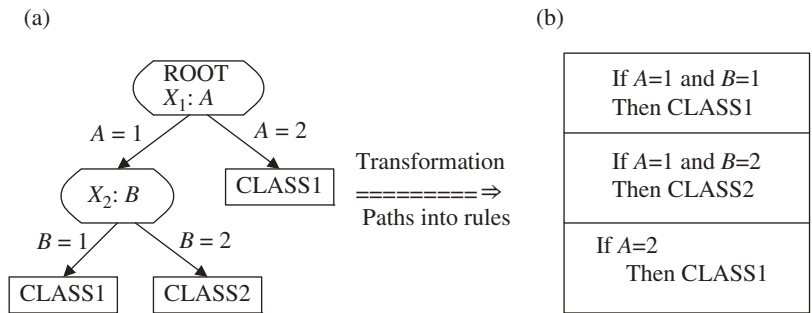 (a)
(b)
ROOT
X₁: A
A = 1
A = 2
X₂: B
CLASS1
B = 1
B = 2
CLASS1
CLASS2
Transformation
==========⇒
Paths into rules
If A=1 and B=1
Then CLASS1
If A=1 and B=2
Then CLASS2
If A=2
Then CLASS1